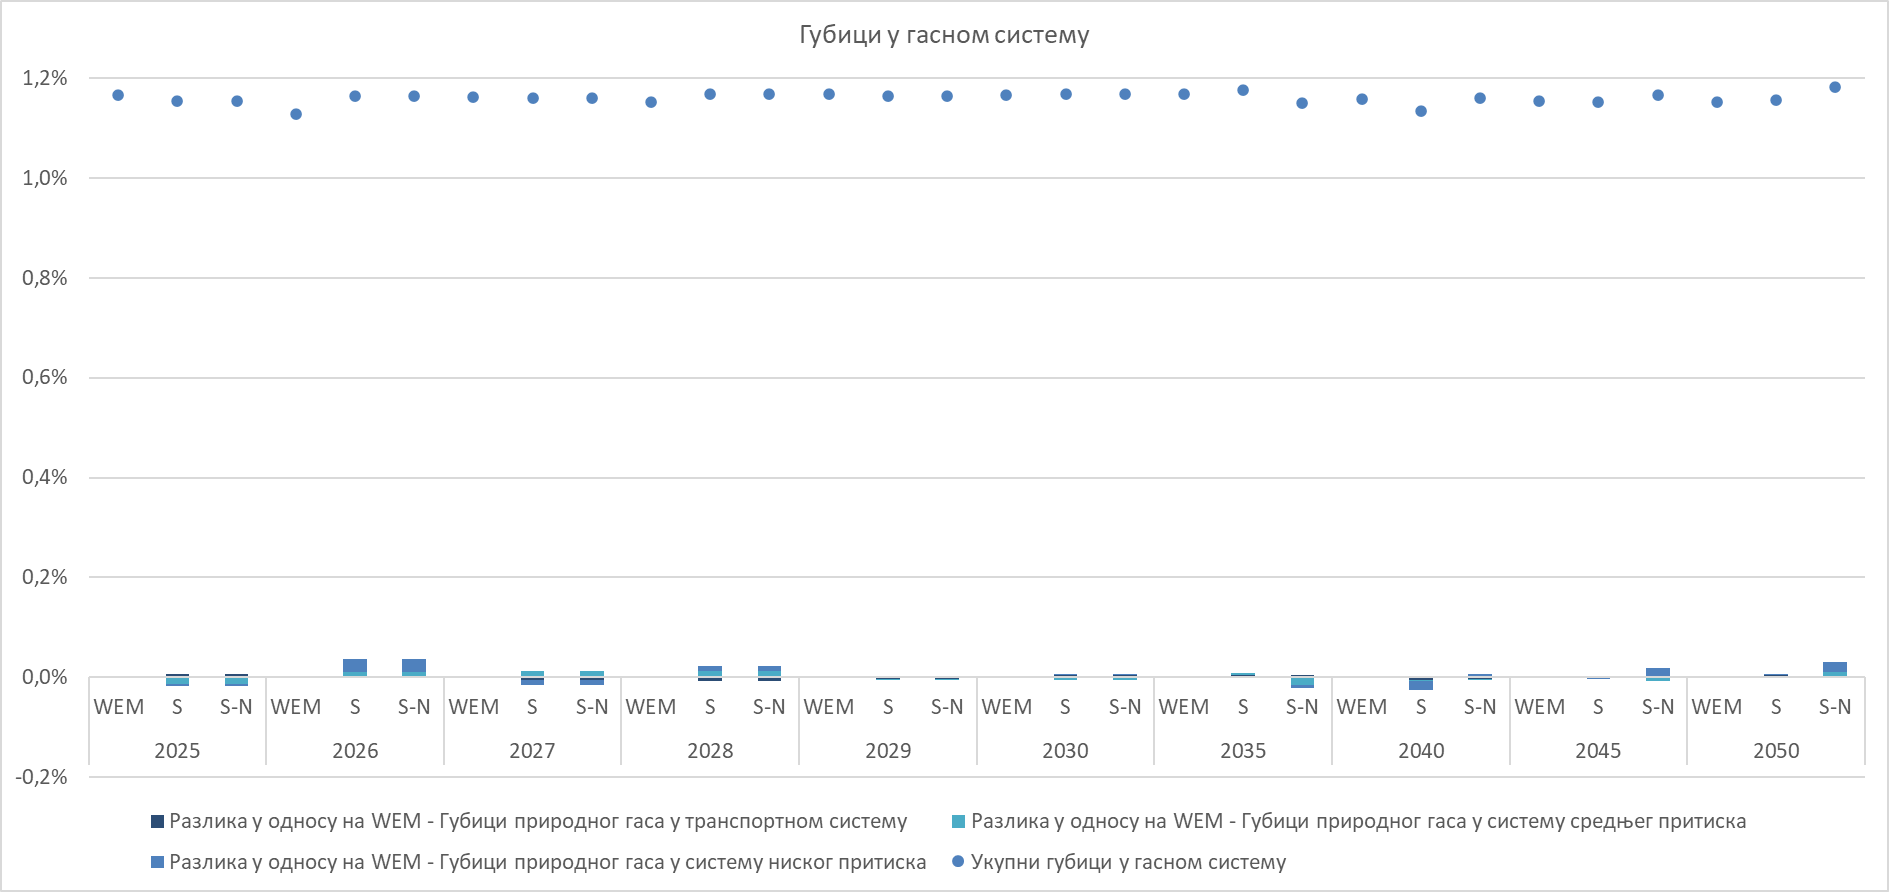 Губици у гасном систему
1,2%
1,0%
0,8%
0,6%
0,4%
0,2%
0,0%
-0,2%
WEM S S-N WEM S S-N WEM S S-N WEM S S-N WEM S S-N WEM S S-N WEM S S-N WEM S S-N WEM S S-N WEM S S-N
2025 2026 2027 2028 2029 2030 2035 2040 2045 2050
Разлика у односу на WEM - Губици природног гаса у транспортном систему
Разлика у односу на WEM - Губици природног гаса у систему средњег притиска
Разлика у односу на WEM - Губици природног гаса у систему ниског притиска
Укупни губици у гасном систему